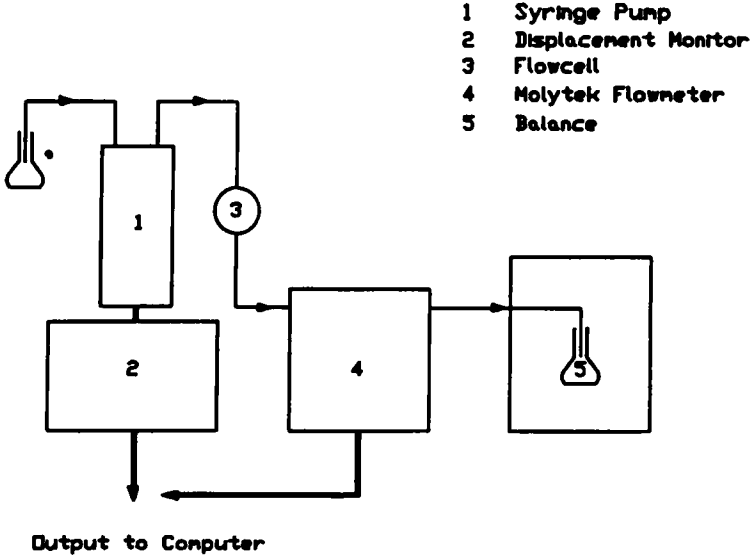 1 Syringe Pump
2 Displacement Monitor
3 Flowcell
4 Molytek Flowmeter
5 Balance
1
3
2
4
5
Output to Computer